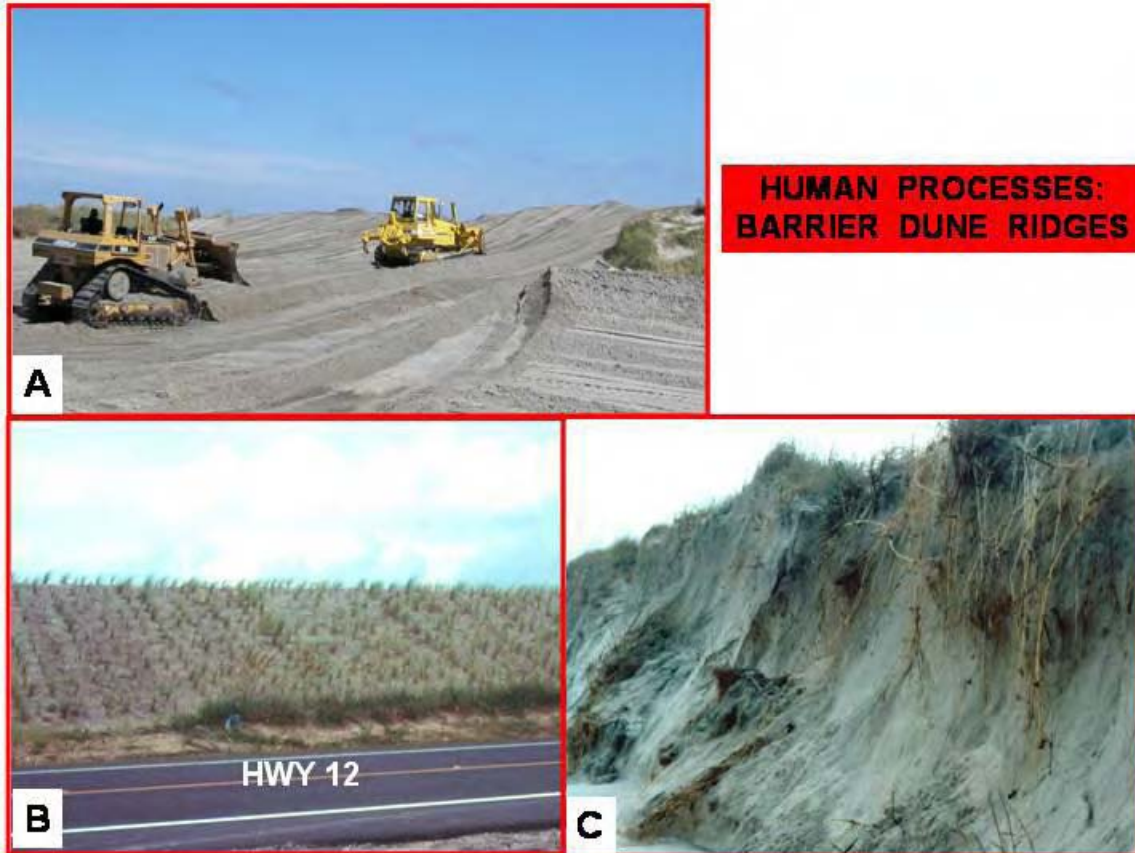 HUMAN PROCESSES:
BARRIER DUNE RIDGES
A
HWY 12
B
C